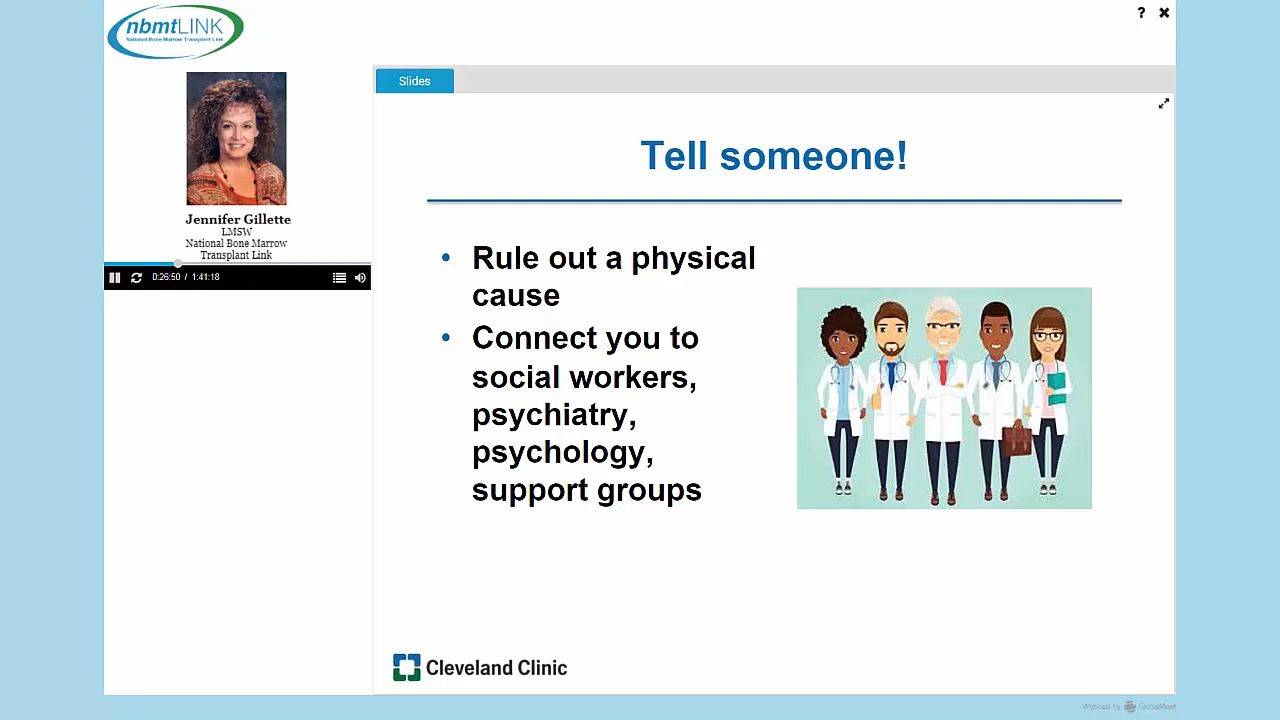 nbmtLINK
National Bone Marrow Transplant Link
? ✖
Slides
Jennifer Gillette
LMSW
National Bone Marrow
Transplant Link
0:26:50 / 1:41:18
Tell someone!
• Rule out a physical
cause
• Connect you to
social workers,
psychiatry,
psychology,
support groups
Cleveland Clinic
Webcast by GlobalMeet